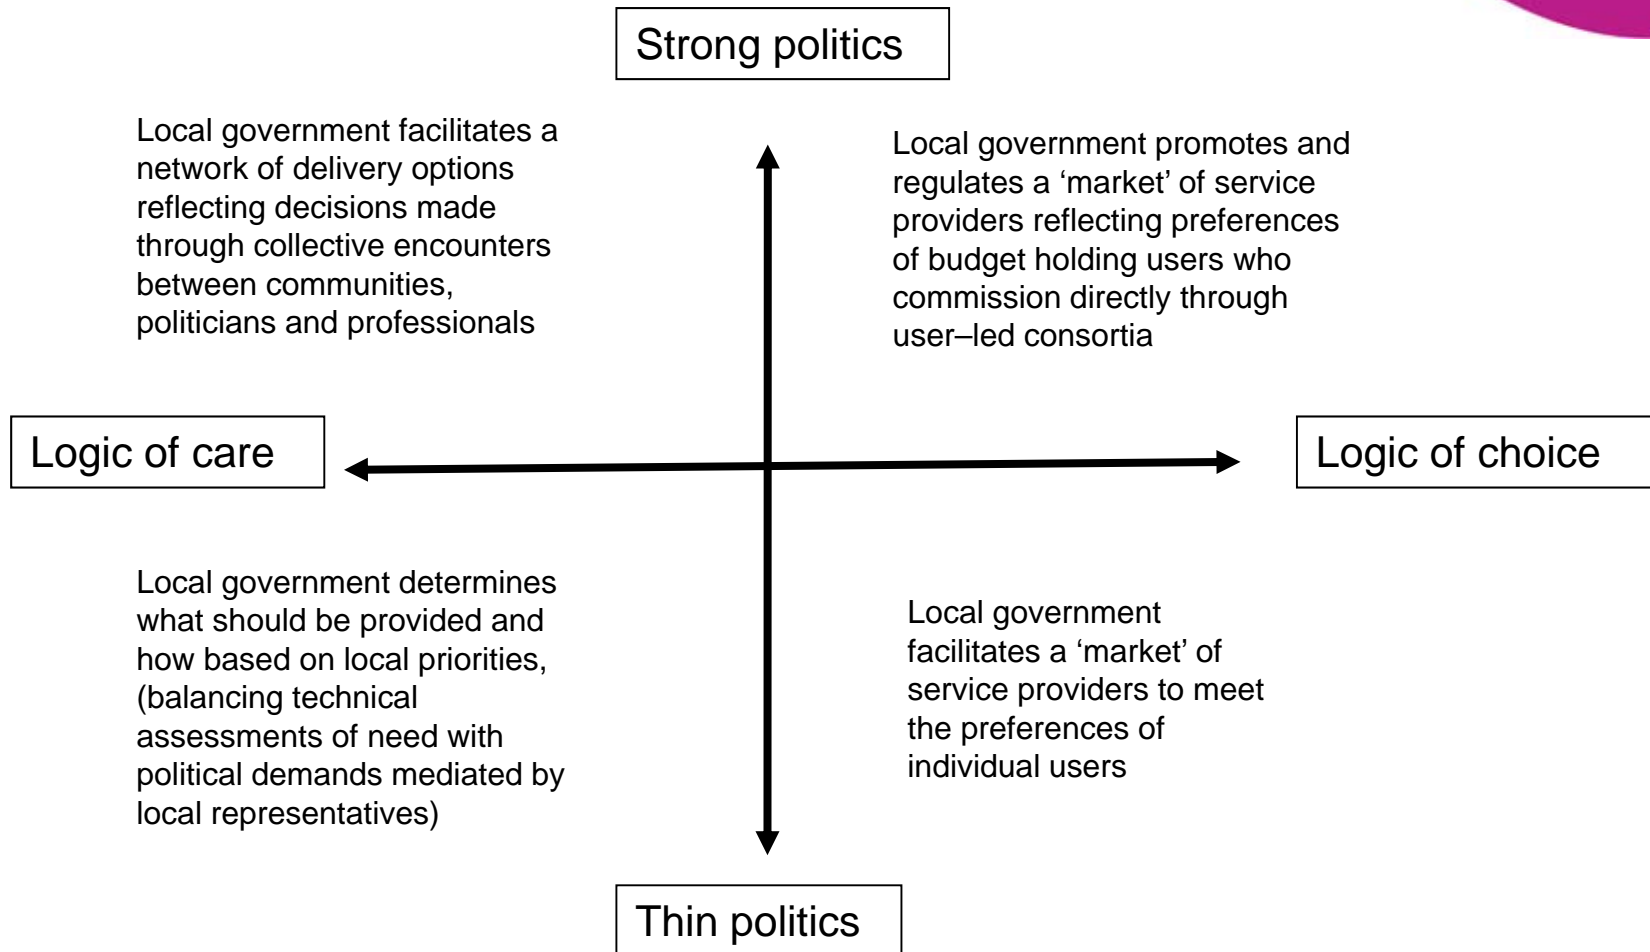 Strong politics
Local government facilitates a
network of delivery options
reflecting decisions made
through collective encounters
between communities,
politicians and professionals
Local government promotes and
regulates a ‘market’ of service
providers reflecting preferences
of budget holding users who
commission directly through
user–led consortia
Logic of care
Logic of choice
Local government determines
what should be provided and
how based on local priorities,
(balancing technical
assessments of need with
political demands mediated by
local representatives)
Local government
facilitates a ‘market’ of
service providers to meet
the preferences of
individual users
Thin politics